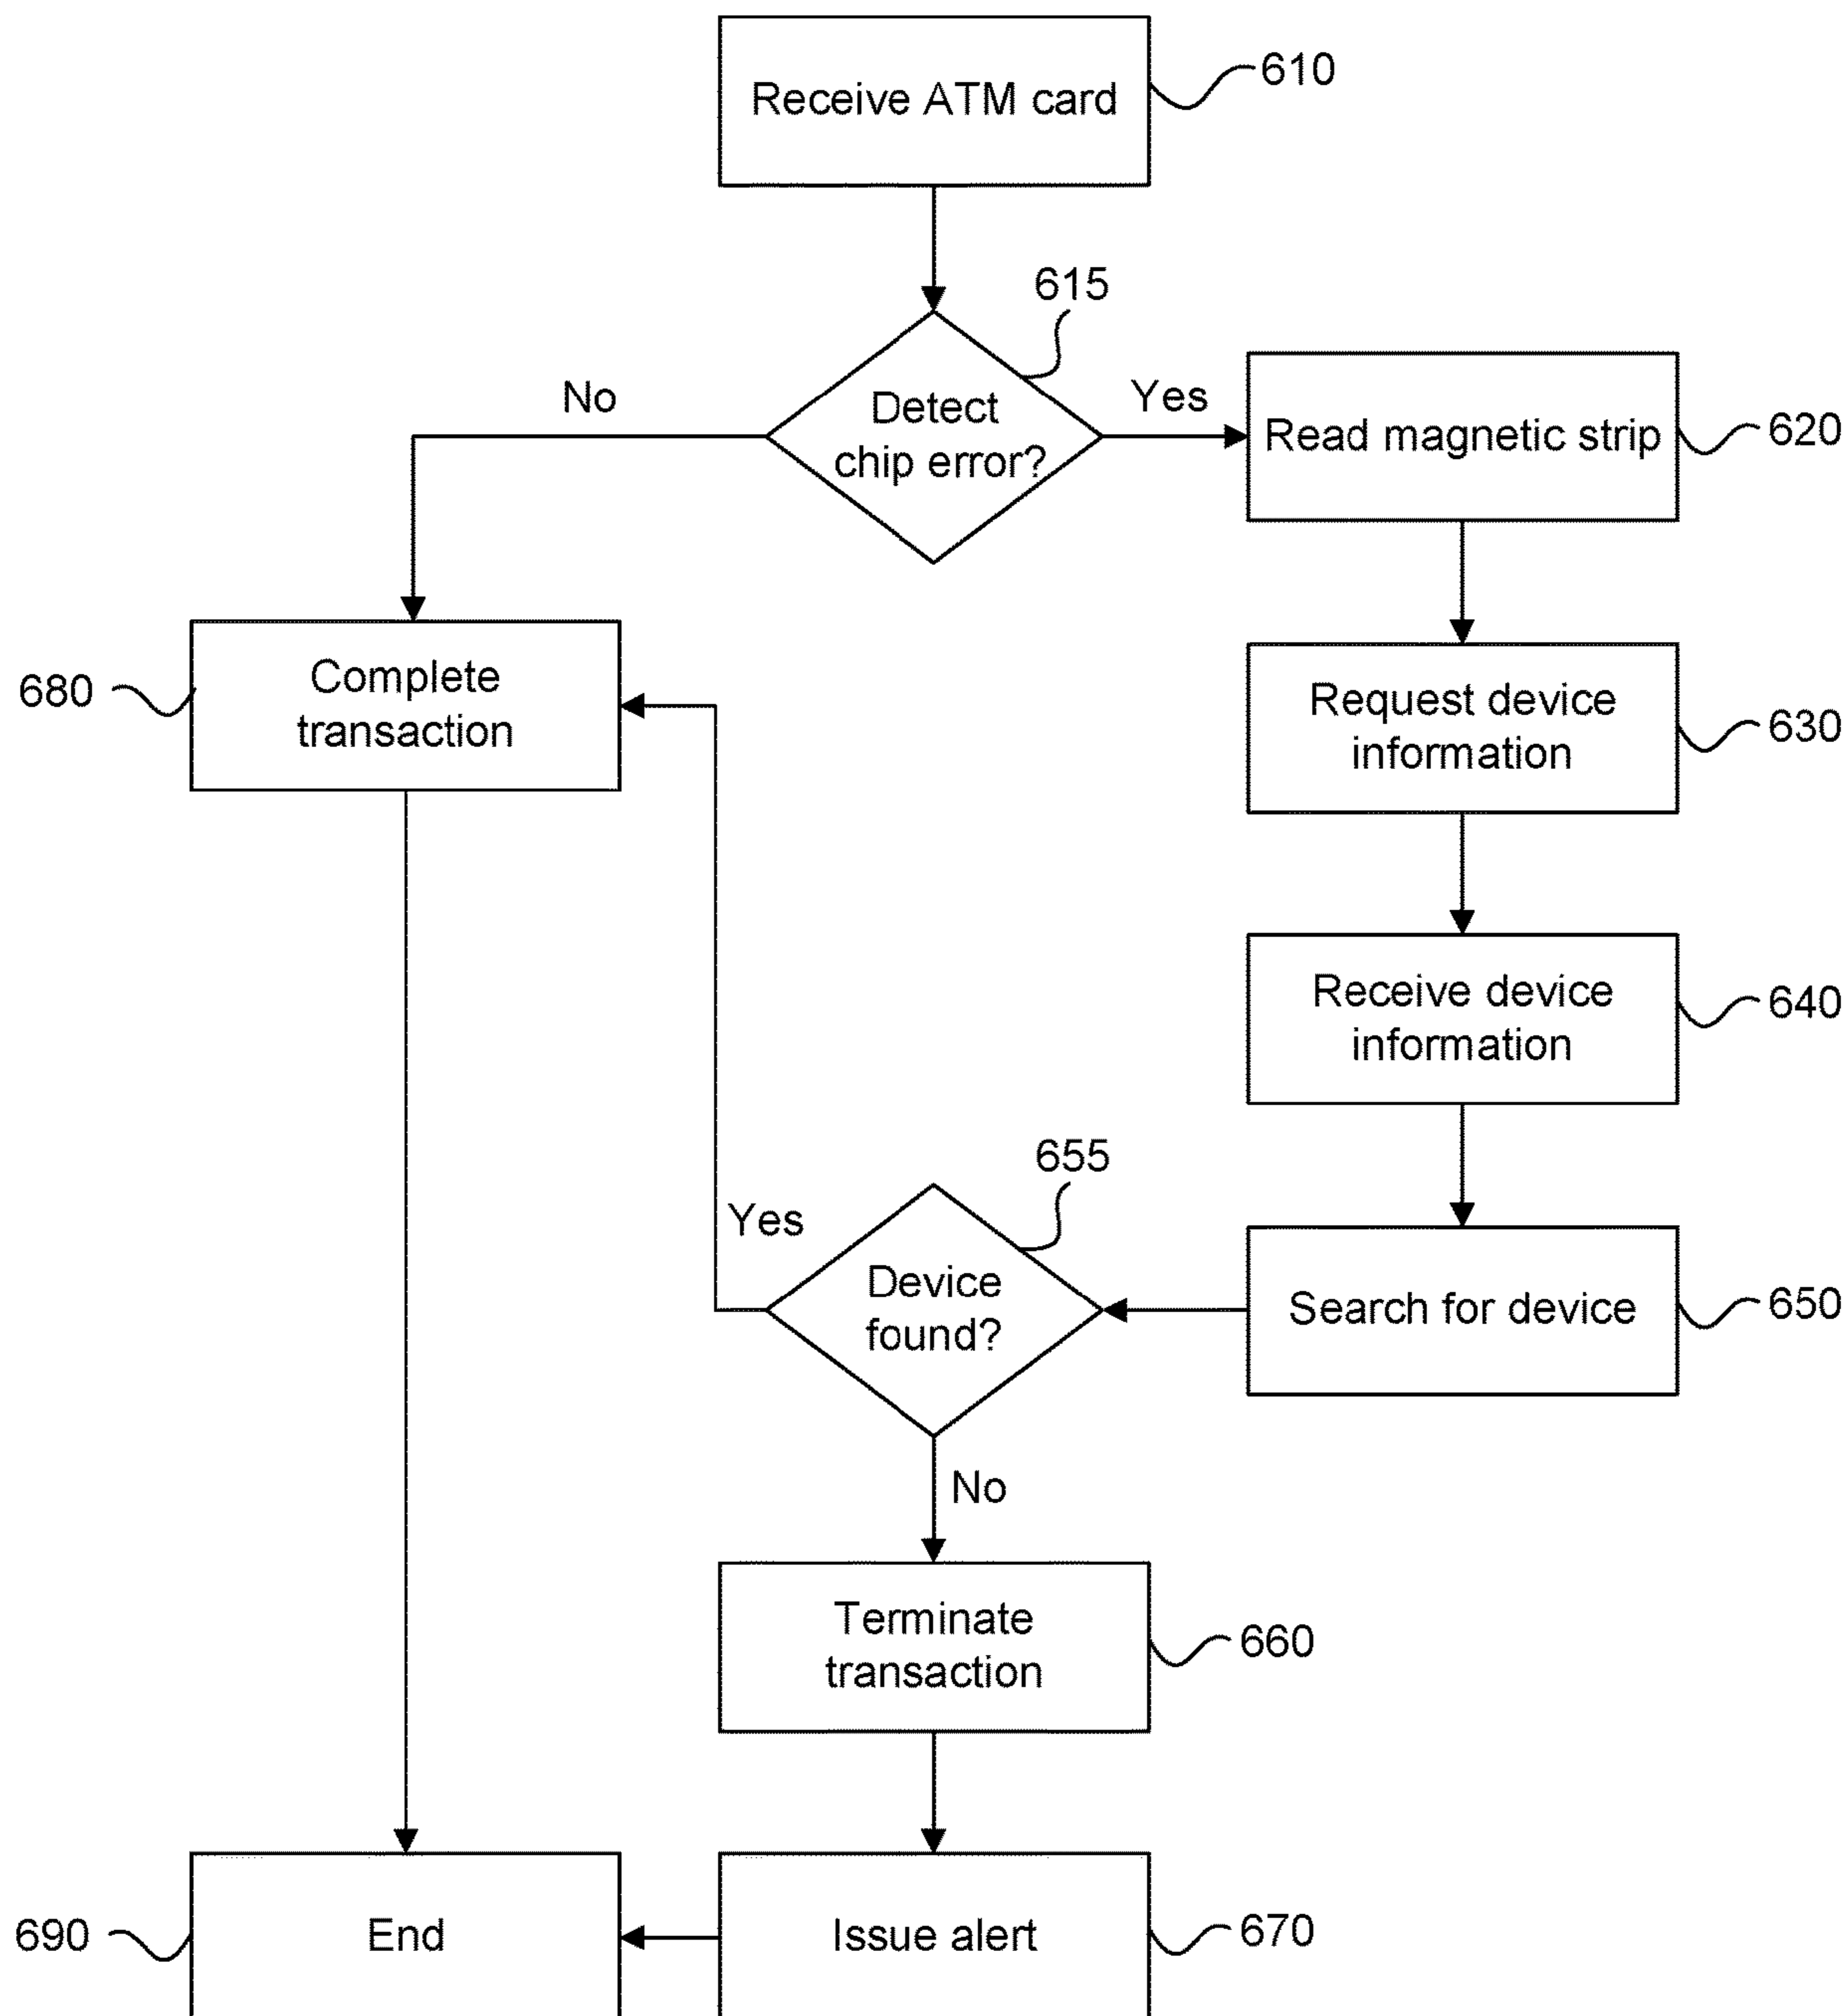 Receive ATM card
610
615
Detect
chip error?
No
Yes
Read magnetic strip
620
Complete
transaction
680
Request device
information
630
Receive device
information
640
655
Yes
Device
found?
Search for device
650
No
Terminate
transaction
660
690
End
Issue alert
670